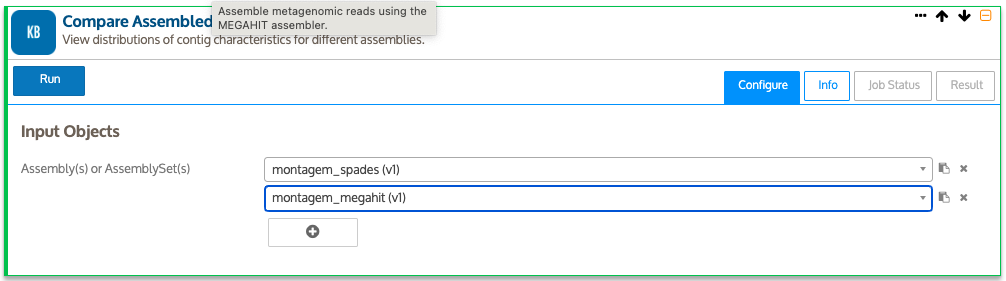 Assemble metagenomic reads using the
MEGAHIT assembler.
KB
Compare Assembled
View distributions of contig characteristics for different assemblies.
Run
Configure
Info
Job Status
Result
Input Objects
Assembly(s) or AssemblySet(s)
montagem_spades (v1)
montagem_megahit (v1)